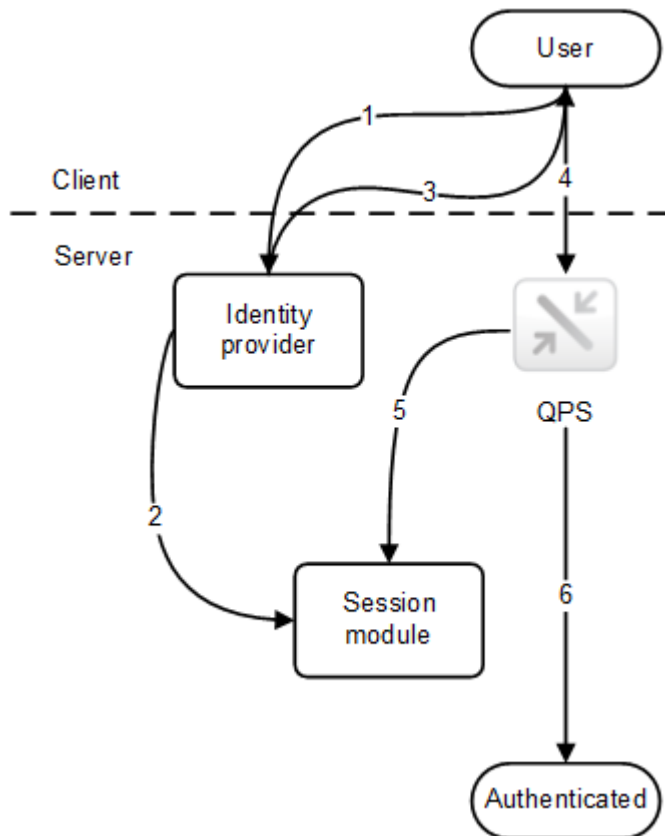 User
1
3
4
Client
Server
Identity
provider
5
QPS
2
Session
module
6
Authenticated